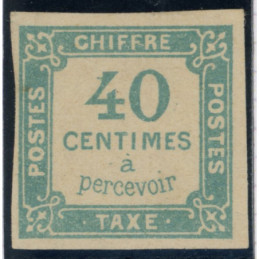 CHIFFRE
POSTES
POSTES
40
CENTIMES
à
percevoir
TAXE